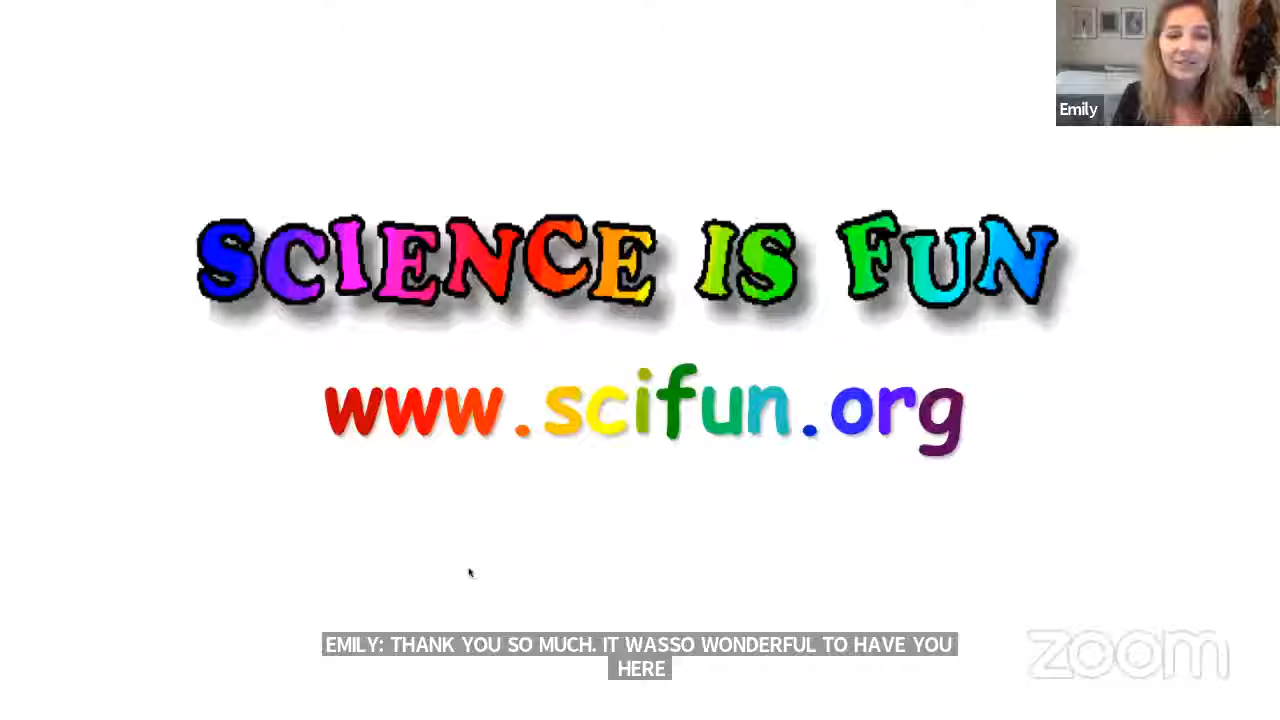 Emily
SCIENCE IS FUN
www.scifun.org
EMILY: THANK YOU SO MUCH. IT WASSO WONDERFUL TO HAVE YOU
HERE
zoom